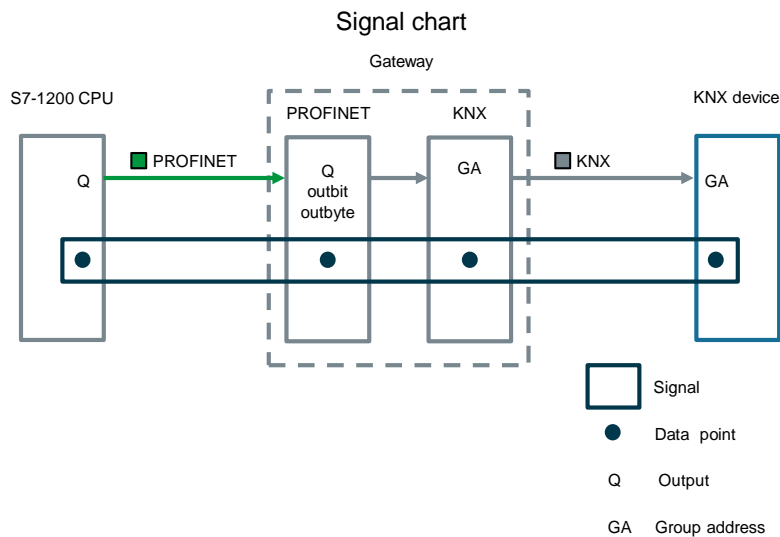 Signal chart
Gateway
S7-1200 CPU
KNX device
PROFINET
KNX
PROFINET
KNX
Q
Q
outbit
outbyte
GA
GA
Signal
Data point
Q Output
GA Group address